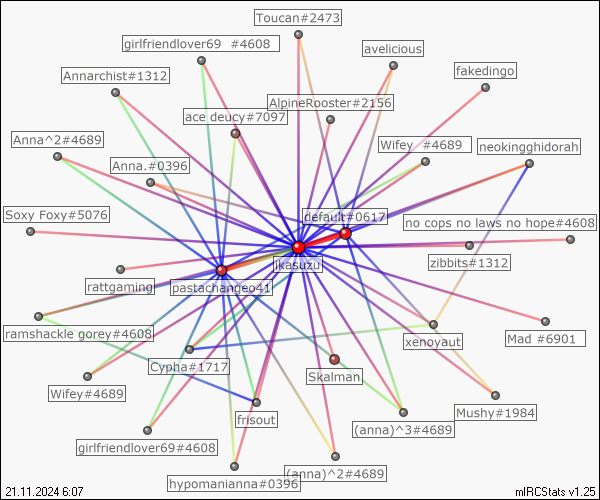 Toucan#2473
girlfriendlover69 #4608
avelicious
Annarchist#1312
fakedingo
ace deucy#7097
AlpineRooster#2156
Anna^2#4689
Wifey #4689
neokingghidorah
Anna.#0396
Soxy Foxy#5076
default#0617
no cops no laws no hope#4608
jkasuzu
zibbits#1312
rattgaming
pastachangeo41
ramshackle gorey#4608
xenoyaut
Mad #6901
Cypha#1717
Skalman
Wifey#4689
frisout
Mushy#1984
(anna)^3#4689
girlfriendlover69#4608
(anna)^2#4689
hypomanianna#0396
21.11.2024 6:07
mIRCStats v1.25